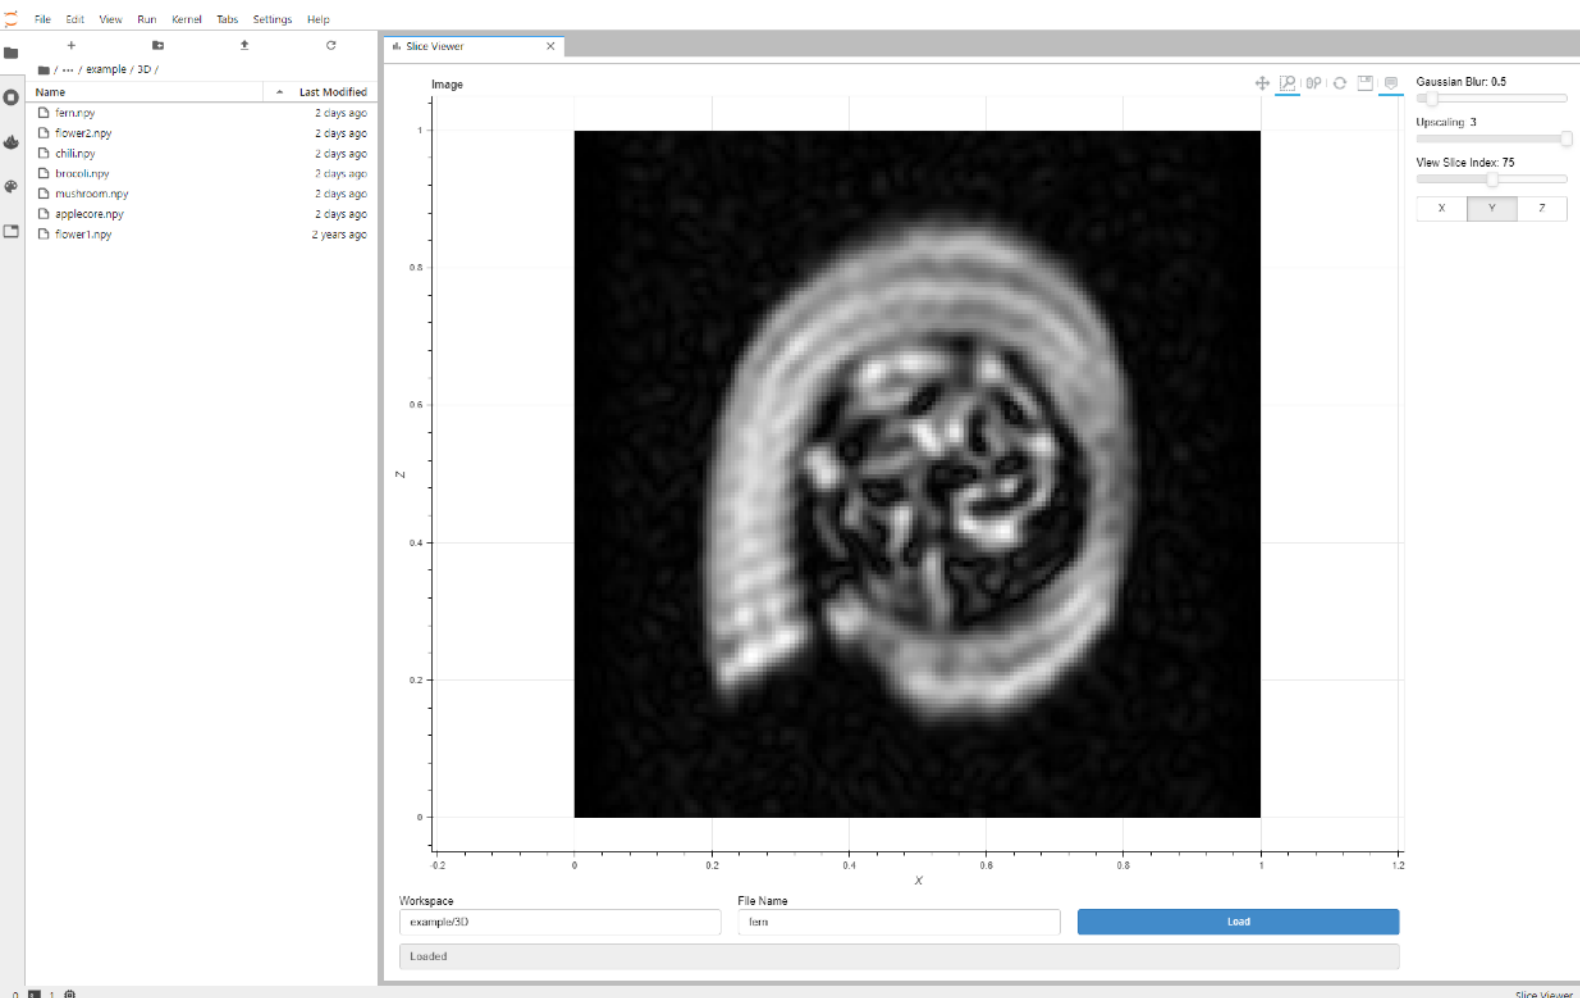 File Edit View Run Kernel Tabs Settings Help
Slice Viewer
/ ··· / example / 3D /
Name Last Modified
fern.npy 2 days ago
flower2.npy 2 days ago
chili.npy 2 days ago
brocoli.npy 2 days ago
mushroom.npy 2 days ago
applecore.npy 2 days ago
flower1.npy 2 years ago
Image
Gaussian Blur: 0.5
Upscaling: 3
View Slice Index: 75
X Y Z
1
0.8
0.6
Z
0.4
0.2
0
-0.2 0 0.2 0.4 0.6 0.8 1 1.2
X
Workspace File Name
example/3D fern Load
Loaded
0 1 Slice Viewer